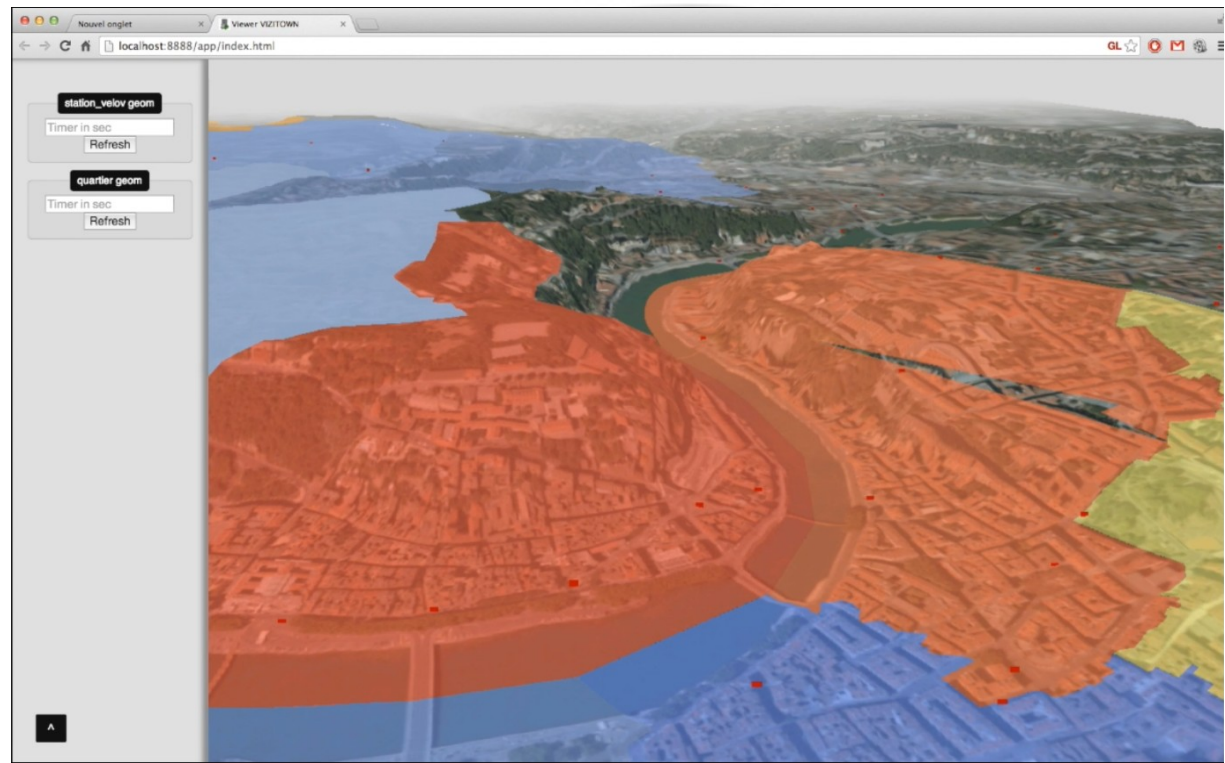 Nouvel onglet
Viewer VIZITOWN
localhost:8888/app/index.html
GL
station_velov geom
Timer in sec
Refresh
quartier geom
Timer in sec
Refresh
^